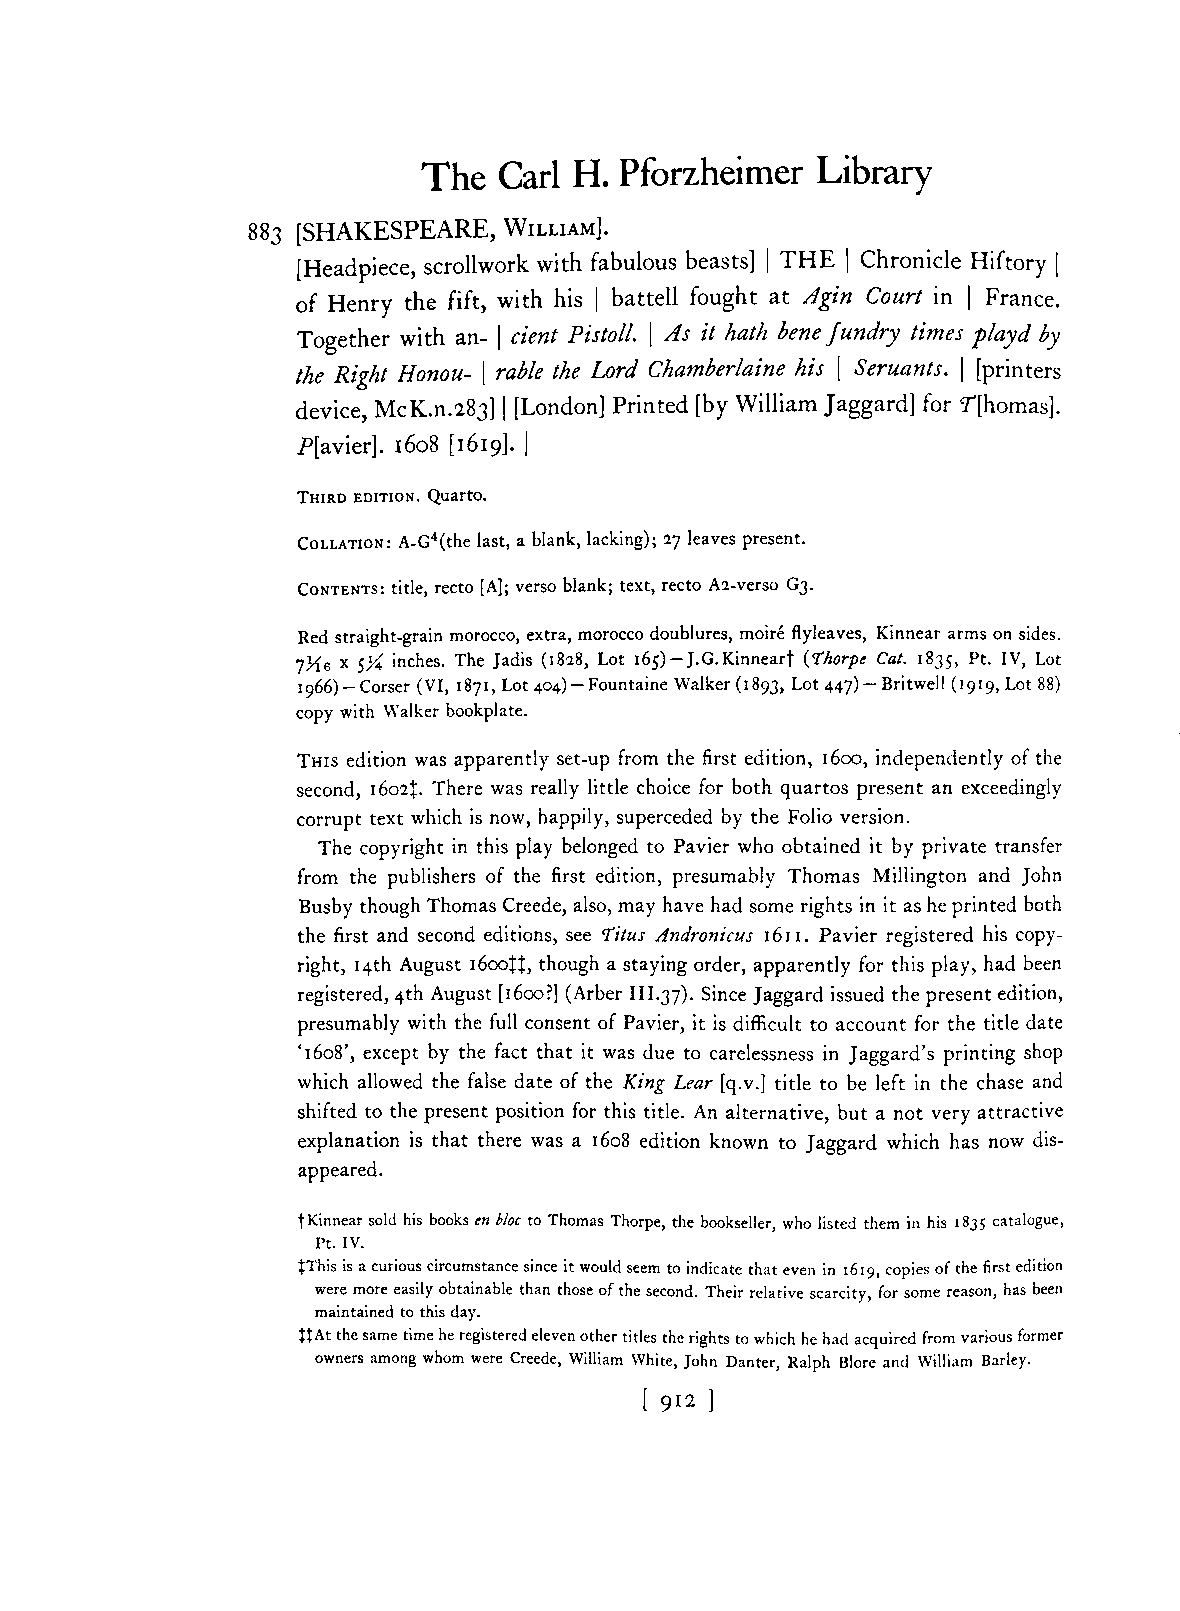 The Carl H. Pforzheimer Library
883 [SHAKESPEARE, WILLIAM].
[Headpiece, scrollwork with fabulous beasts] | THE | Chronicle Hiſtory |
of Henry the fift, with his | battell fought at Agin Court in | France.
Together with an- | cient Pistoll. | As it hath bene ſundry times playd by
the Right Honou- | rable the Lord Chamberlaine his | Seruants. | [printers
device, McK.n.283] | [London] Printed [by William Jaggard] for T[homas].
P[avier]. 1608 [1619]. |
THIRD EDITION. Quarto.
COLLATION: A-G⁴(the last, a blank, lacking); 27 leaves present.
CONTENTS: title, recto [A]; verso blank; text, recto A2-verso G3.
Red straight-grain morocco, extra, morocco doublures, moiré flyleaves, Kinnear arms on sides.
7 1/16 x 5 1/4 inches. The Jadis (1828, Lot 165)—J.G.Kinnear† (Thorpe Cat. 1835, Pt. IV, Lot
1966)—Corser (VI, 1871, Lot 404)—Fountaine Walker (1893, Lot 447)—Britwell (1919, Lot 88)
copy with Walker bookplate.
THIS edition was apparently set-up from the first edition, 1600, independently of the
second, 1602‡. There was really little choice for both quartos present an exceedingly
corrupt text which is now, happily, superceded by the Folio version.
The copyright in this play belonged to Pavier who obtained it by private transfer
from the publishers of the first edition, presumably Thomas Millington and John
Busby though Thomas Creede, also, may have had some rights in it as he printed both
the first and second editions, see Titus Andronicus 1611. Pavier registered his copy-
right, 14th August 1600‡‡, though a staying order, apparently for this play, had been
registered, 4th August [1600?] (Arber III.37). Since Jaggard issued the present edition,
presumably with the full consent of Pavier, it is difficult to account for the title date
‘1608’, except by the fact that it was due to carelessness in Jaggard’s printing shop
which allowed the false date of the King Lear [q.v.] title to be left in the chase and
shifted to the present position for this title. An alternative, but a not very attractive
explanation is that there was a 1608 edition known to Jaggard which has now dis-
appeared.
†Kinnear sold his books en bloc to Thomas Thorpe, the bookseller, who listed them in his 1835 catalogue,
Pt. IV.
‡This is a curious circumstance since it would seem to indicate that even in 1619, copies of the first edition
were more easily obtainable than those of the second. Their relative scarcity, for some reason, has been
maintained to this day.
‡‡At the same time he registered eleven other titles the rights to which he had acquired from various former
owners among whom were Creede, William White, John Danter, Ralph Blore and William Barley.
[ 912 ]